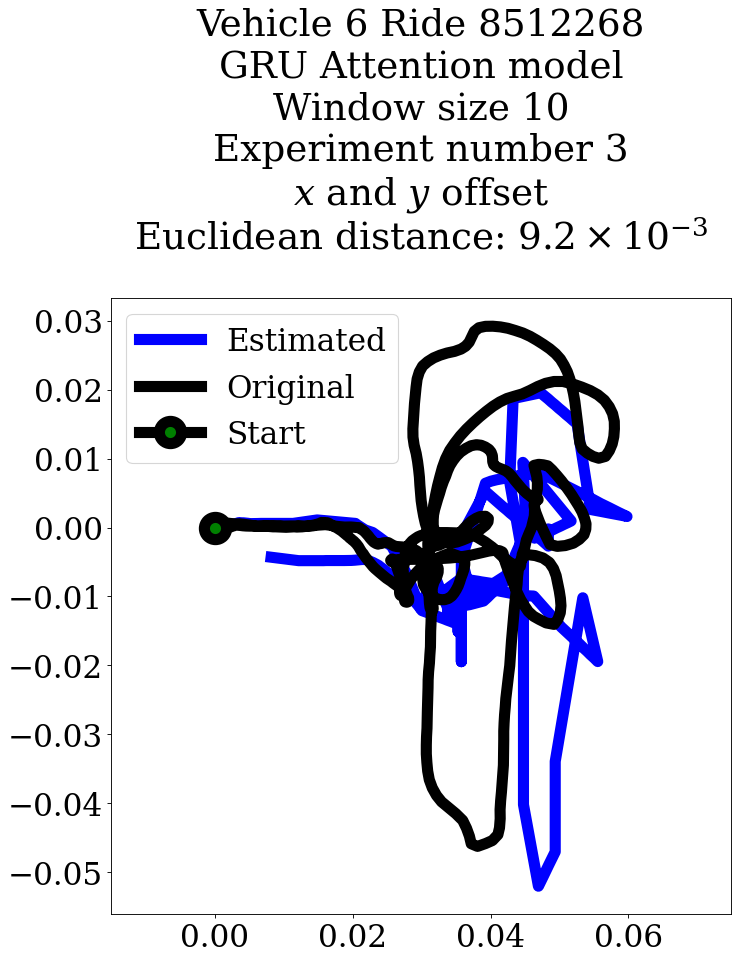 Vehicle 6 Ride 8512268
GRU Attention model
Window size 10
Experiment number 3
x and y offset
Euclidean distance: 9.2 × 10⁻³
Estimated
Original
Start
0.03
0.02
0.01
0.00
−0.01
−0.02
−0.03
−0.04
−0.05
0.00 0.02 0.04 0.06